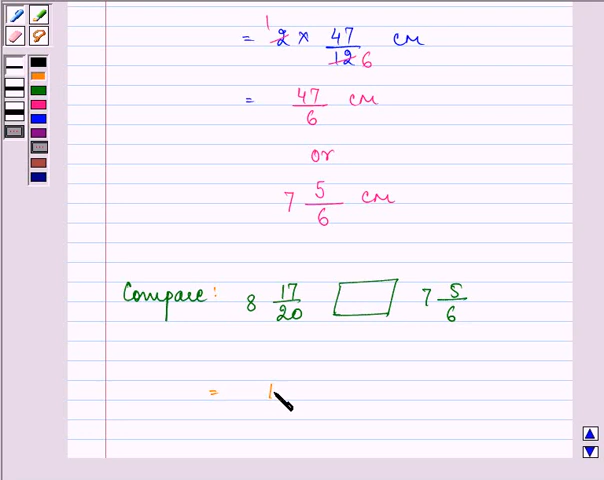 = 1 2 × 47/12 6 cm
= 47/6 cm
or
7 5/6 cm
Compare: 8 17/20 7 5/6
= 1